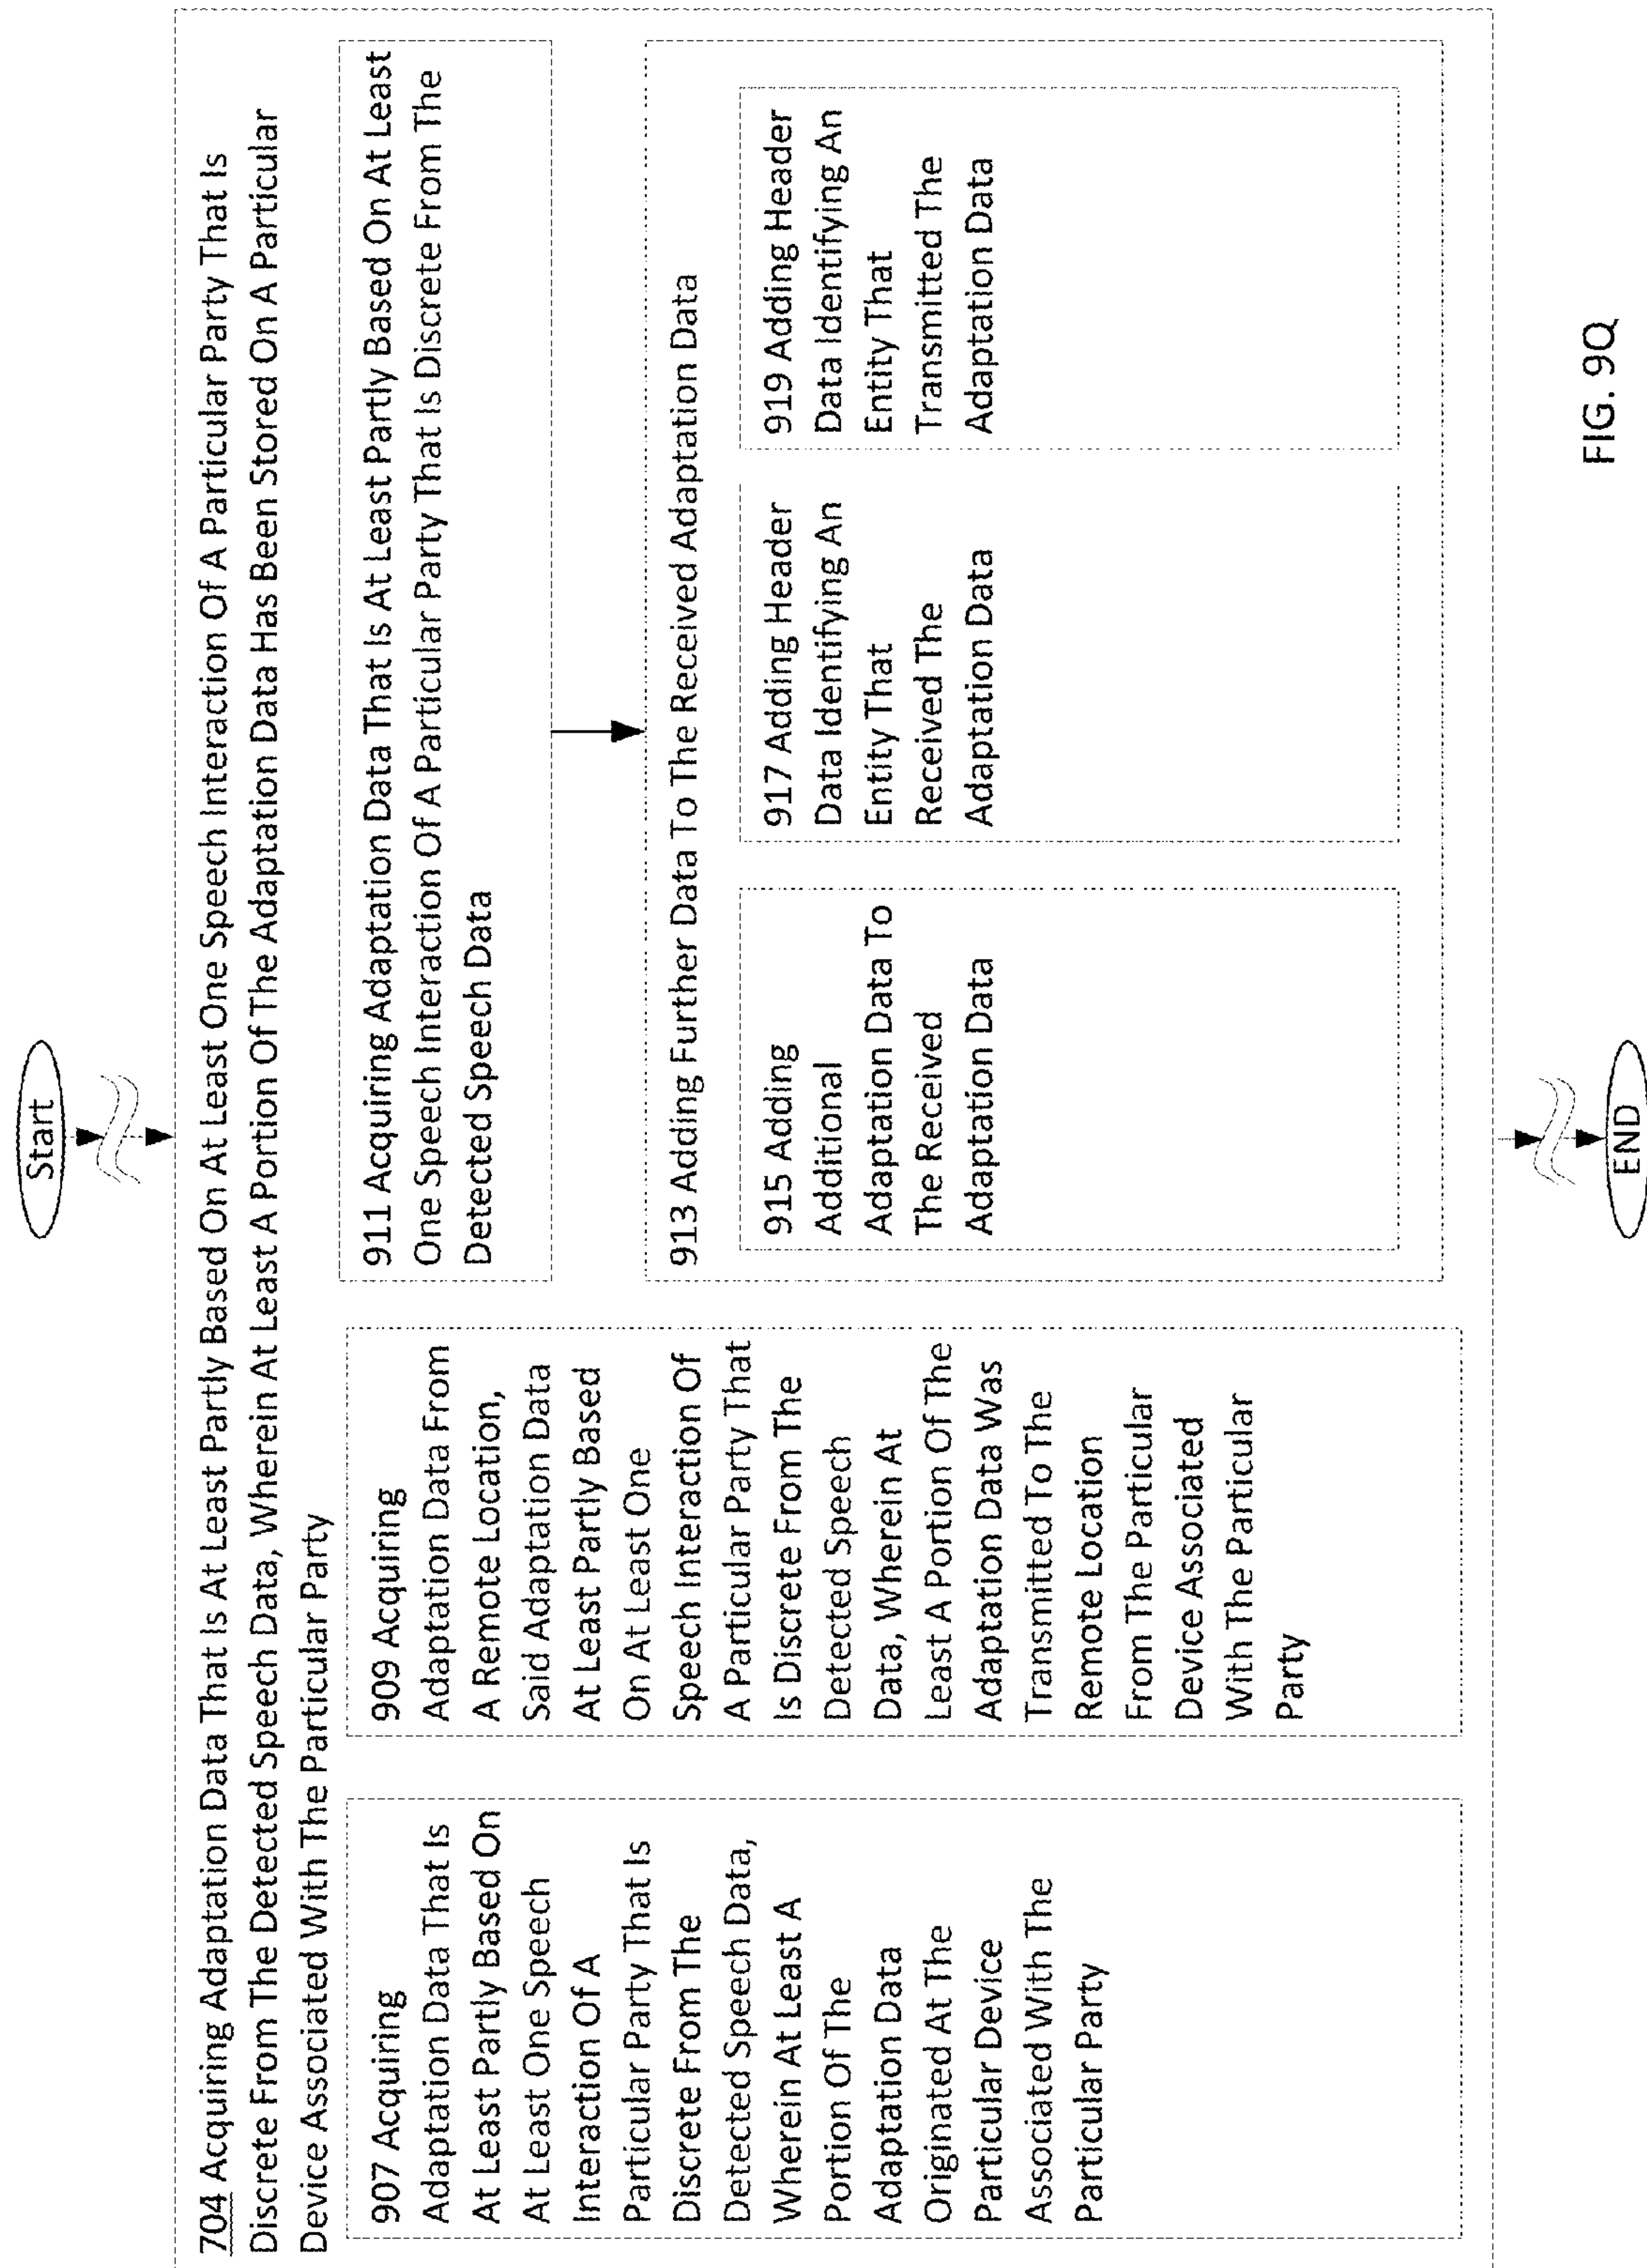 Start
704 Acquiring Adaptation Data That Is At Least Partly Based On At Least One Speech Interaction Of A Particular Party That Is
Discrete From The Detected Speech Data, Wherein At Least A Portion Of The Adaptation Data Has Been Stored On A Particular
Device Associated With The Particular Party
907 Acquiring
Adaptation Data That Is
At Least Partly Based On
At Least One Speech
Interaction Of A
Particular Party That Is
Discrete From The
Detected Speech Data,
Wherein At Least A
Portion Of The
Adaptation Data
Originated At The
Particular Device
Associated With The
Particular Party
909 Acquiring
Adaptation Data From
A Remote Location,
Said Adaptation Data
At Least Partly Based
On At Least One
Speech Interaction Of
A Particular Party That
Is Discrete From The
Detected Speech
Data, Wherein At
Least A Portion Of The
Adaptation Data Was
Transmitted To The
Remote Location
From The Particular
Device Associated
With The Particular
Party
911 Acquiring Adaptation Data That Is At Least Partly Based On At Least
One Speech Interaction Of A Particular Party That Is Discrete From The
Detected Speech Data
913 Adding Further Data To The Received Adaptation Data
915 Adding
Additional
Adaptation Data To
The Received
Adaptation Data
917 Adding Header
Data Identifying An
Entity That
Received The
Adaptation Data
919 Adding Header
Data Identifying An
Entity That
Transmitted The
Adaptation Data
END
FIG. 9Q